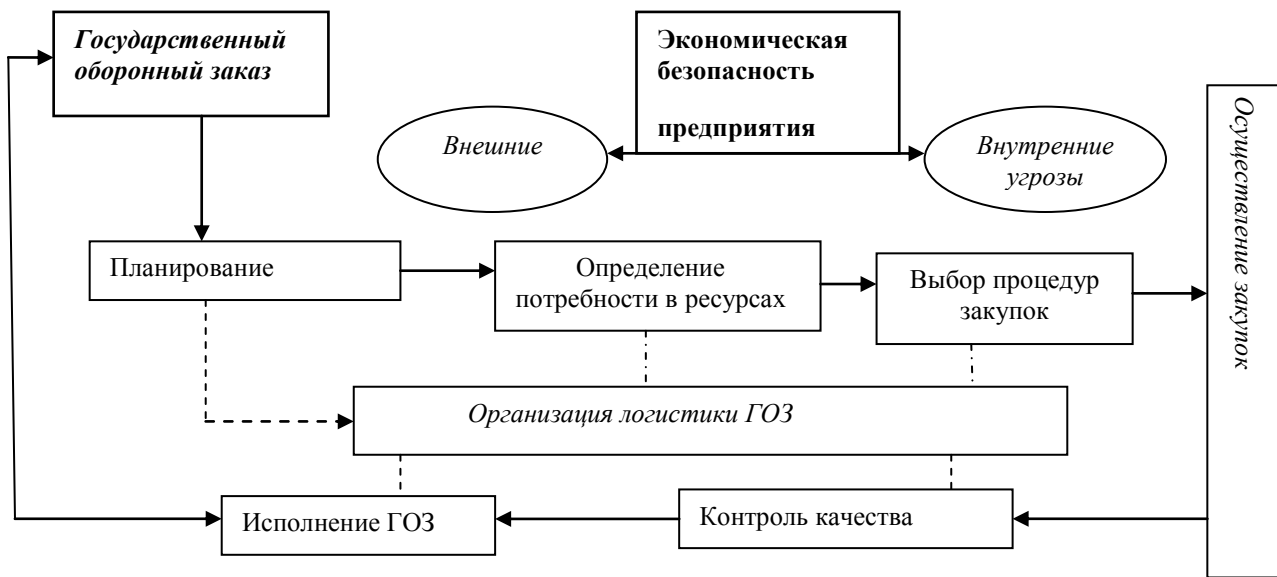 Государственный
оборонный заказ
Экономическая
безопасность
предприятия
Внешние
Внутренние
угрозы
Осуществление закупок
Планирование
Определение
потребности в ресурсах
Выбор процедур
закупок
Организация логистики ГОЗ
Исполнение ГОЗ
Контроль качества